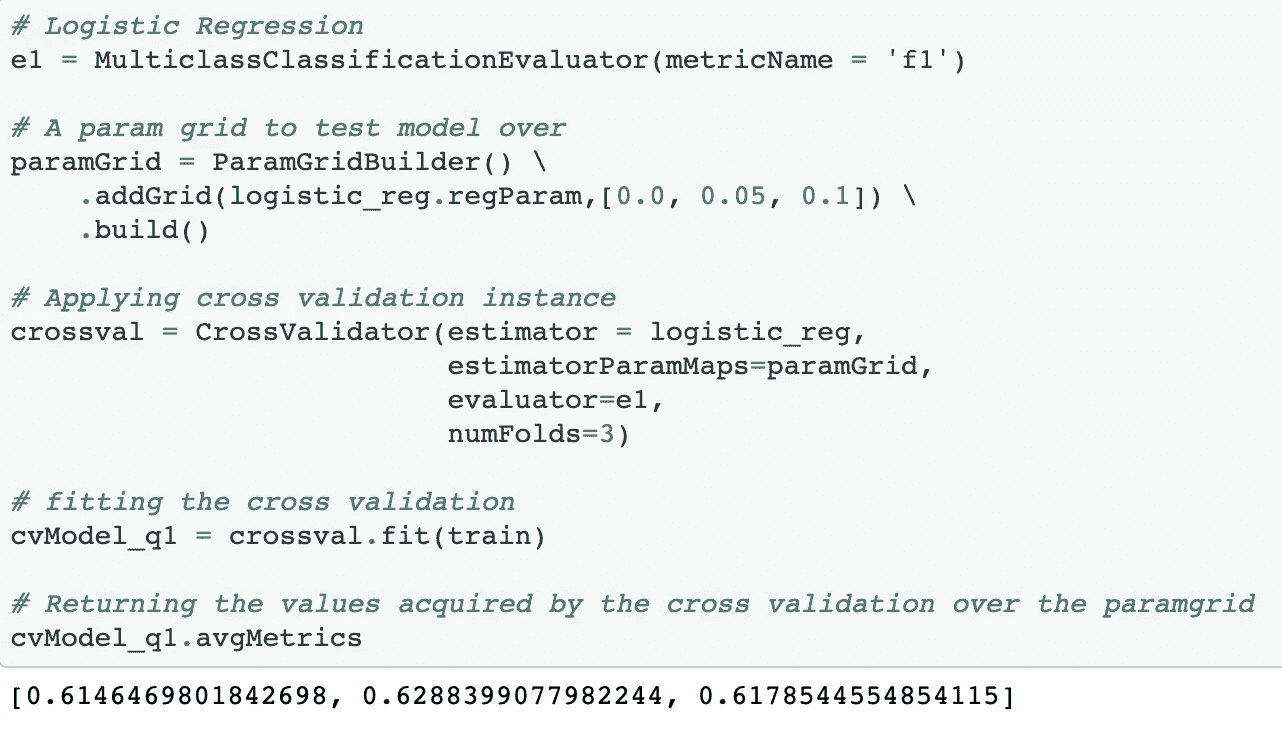 # Logistic Regression
e1 = MulticlassClassificationEvaluator(metricName = 'f1')
# A param grid to test model over
paramGrid = ParamGridBuilder() \
    .addGrid(logistic_reg.regParam,[0.0, 0.05, 0.1]) \
    .build()
# Applying cross validation instance
crossval = CrossValidator(estimator = logistic_reg,
                          estimatorParamMaps=paramGrid,
                          evaluator=e1,
                          numFolds=3)
# fitting the cross validation
cvModel_q1 = crossval.fit(train)
# Returning the values acquired by the cross validation over the paramgrid
cvModel_q1.avgMetrics
[0.6146469801842698, 0.6288399077982244, 0.6178544554854115]